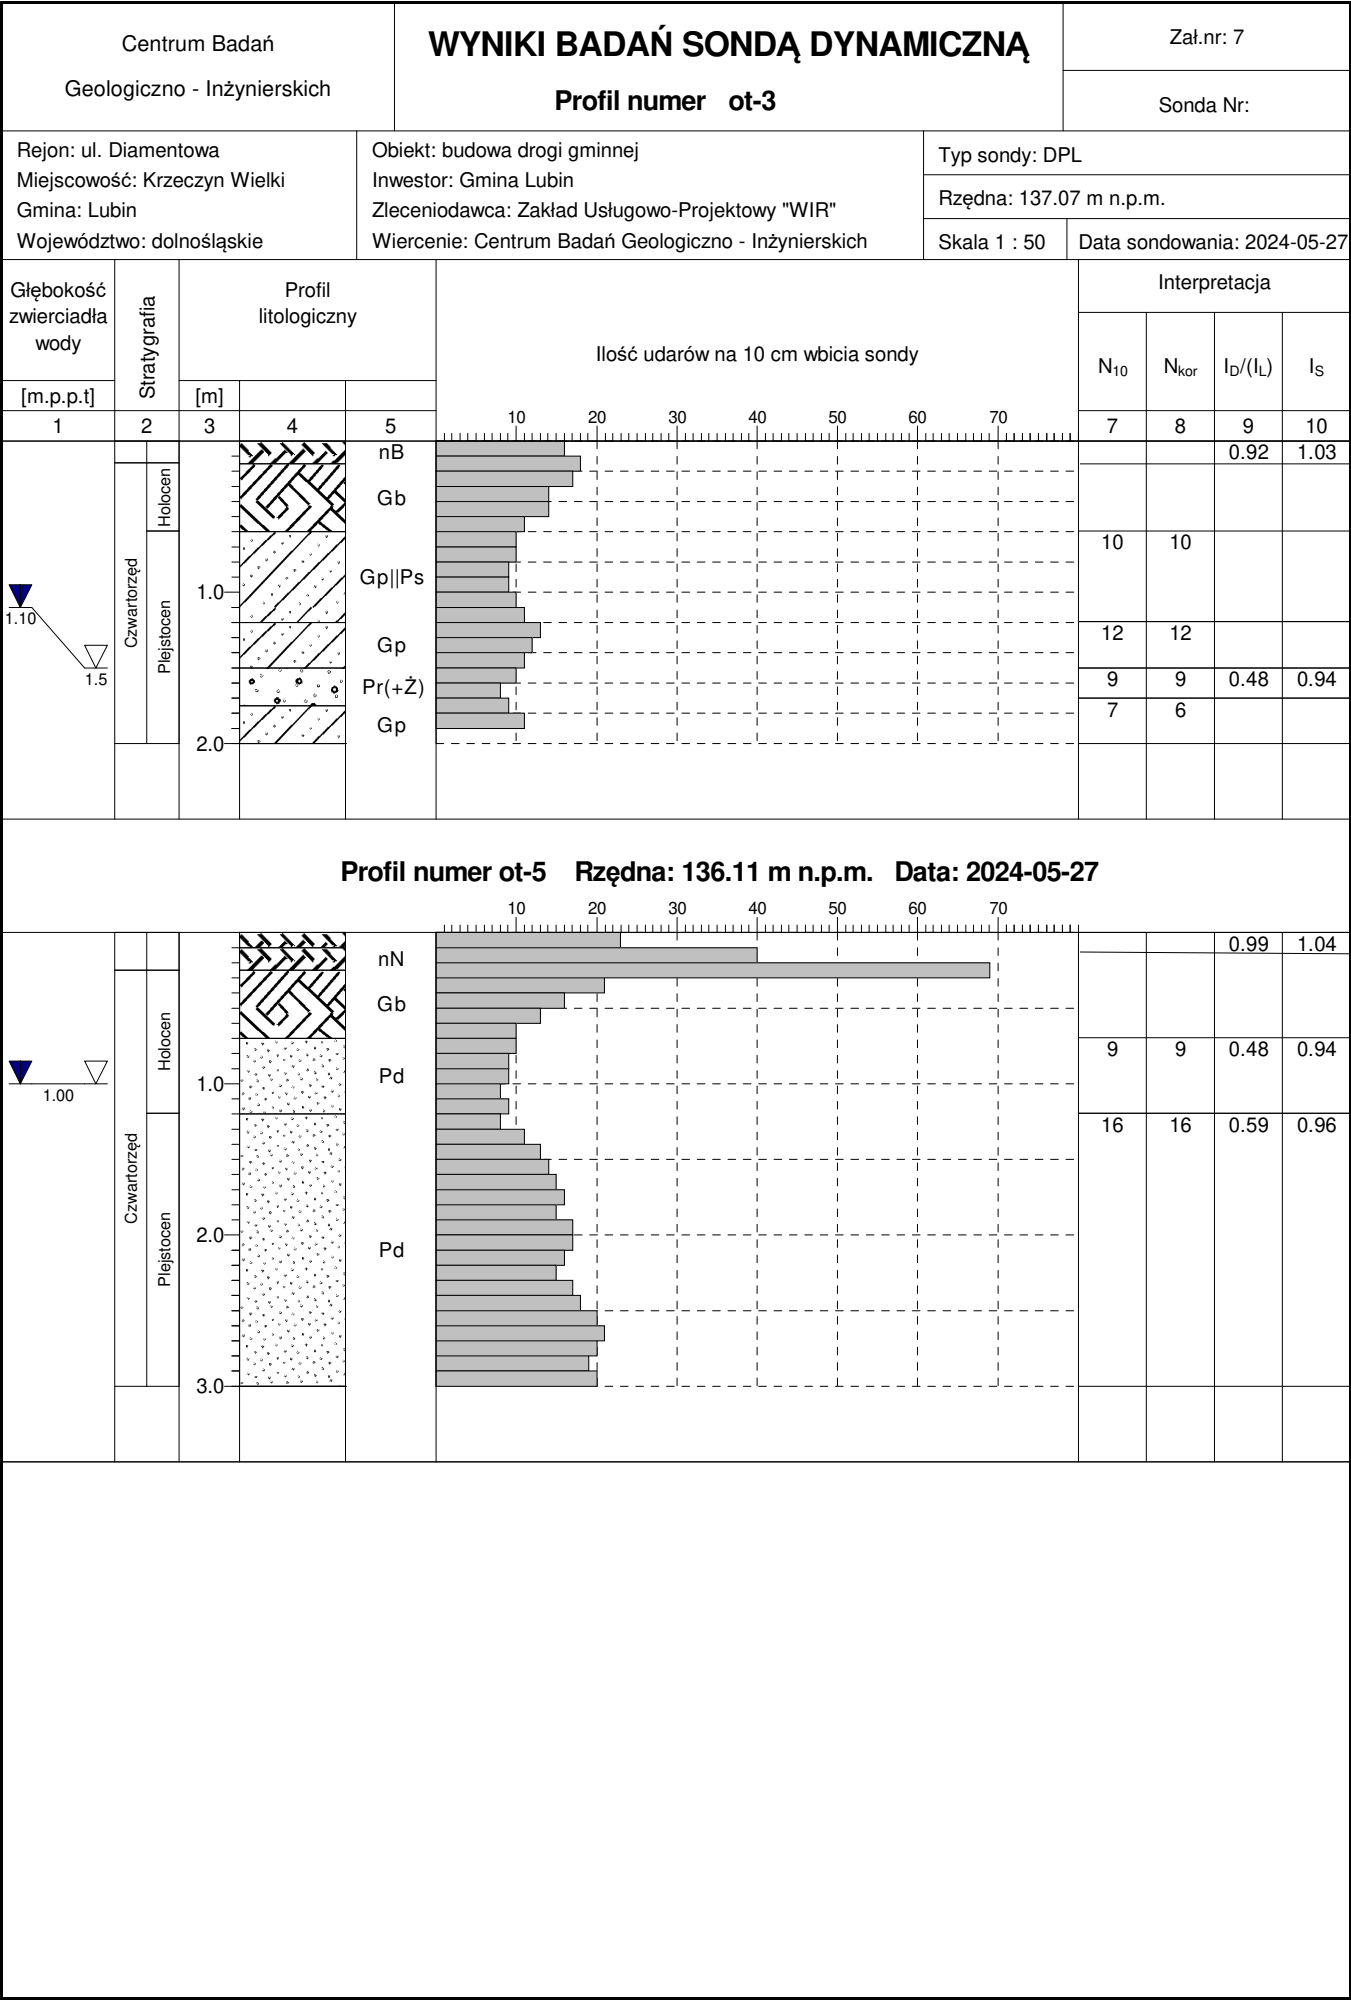 Centrum Badań
Geologiczno - Inżynierskich
WYNIKI BADAŃ SONDĄ DYNAMICZNĄ
Profil numer ot-3
Zał.nr: 7
Sonda Nr:
Rejon: ul. Diamentowa
Miejscowość: Krzeczyn Wielki
Gmina: Lubin
Województwo: dolnośląskie
Obiekt: budowa drogi gminnej
Inwestor: Gmina Lubin
Zleceniodawca: Zakład Usługowo-Projektowy "WIR"
Wiercenie: Centrum Badań Geologiczno - Inżynierskich
Typ sondy: DPL
Rzędna: 137.07 m n.p.m.
Skala 1 : 50
Data sondowania: 2024-05-27
Głębokość
zwierciadła
wody
[m.p.p.t]
Stratygrafia
Profil
litologiczny
[m]
Ilość udarów na 10 cm wbicia sondy
Interpretacja
N10 Nkor ID/(IL) IS
10 20 30 40 50 60 70
1 2 3 4 5 7 8 9 10
nB 0.92 1.03
Holocen
Gb
10 10
Czwartorzęd
Plejstocen
Gp||Ps
1.0
1.10
12 12
Gp
1.5
Pr(+Ż) 9 9 0.48 0.94
7 6
Gp
2.0
Profil numer ot-5 Rzędna: 136.11 m n.p.m. Data: 2024-05-27
10 20 30 40 50 60 70
0.99 1.04
nN
Gb
Holocen
9 9 0.48 0.94
Pd
1.0
1.00
16 16 0.59 0.96
Czwartorzęd
Plejstocen
2.0
Pd
3.0